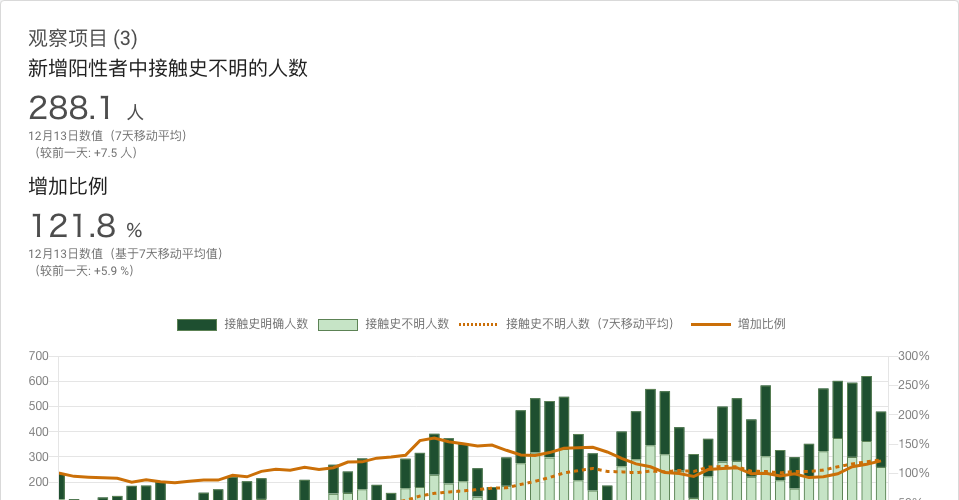 观察项目 (3)
新增阳性者中接触史不明的人数
288.1 人
12月13日数值（7天移动平均）
（较前一天: +7.5 人）
增加比例
121.8 %
12月13日数值（基于7天移动平均值）
（较前一天: +5.9 %）
接触史明确人数 接触史不明人数 接触史不明人数（7天移动平均） 增加比例
700 300%
600 250%
500 200%
400 150%
300 100%
200